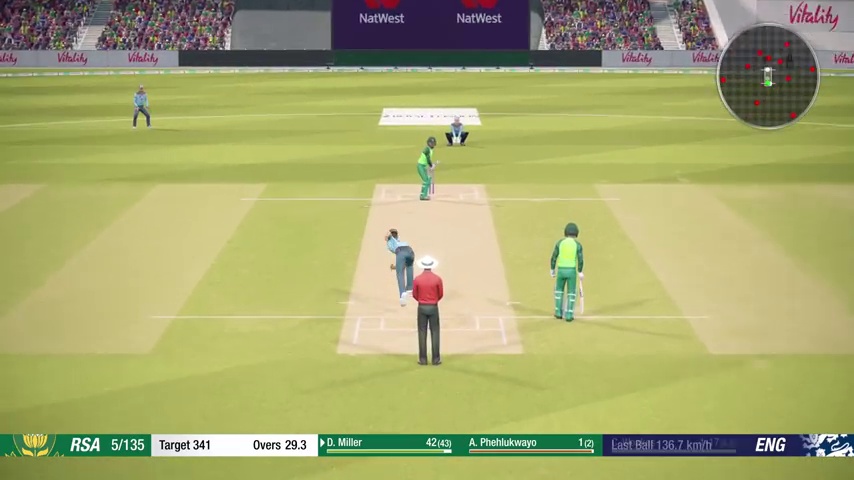 NatWest NatWest
Vitality
Vitality Vitality Vitality Vitality
RSA 5/135 Target 341 Overs 29.3 D. Miller 42(43) A. Phehlukwayo 1(2) Last Ball 136.7 km/h ENG